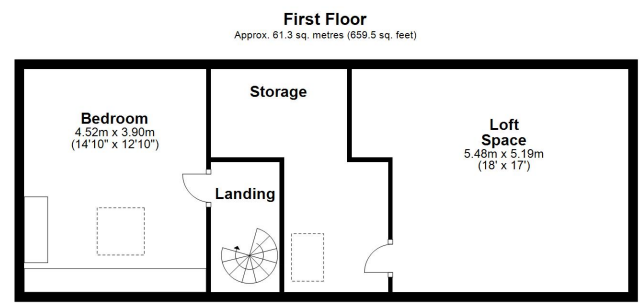 First Floor
Approx. 61.3 sq. metres (659.5 sq. feet)
Bedroom
4.52m x 3.90m
(14'10" x 12'10")
Storage
Loft
Space
5.48m x 5.19m
(18' x 17')
Landing